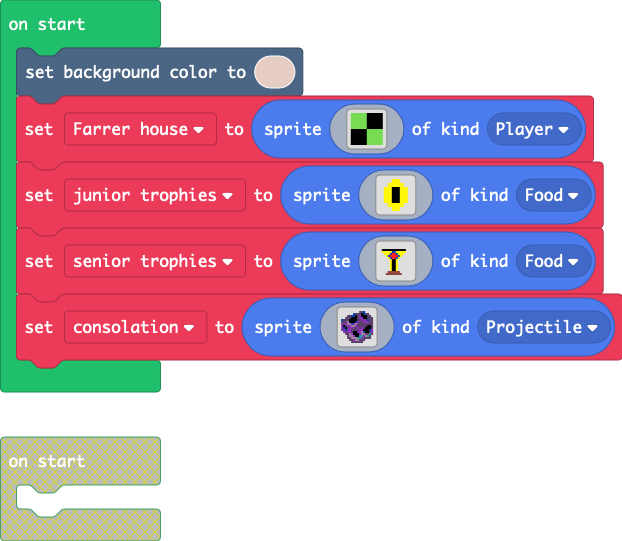 on start
set background color to
set Farrer house to sprite of kind Player
set junior trophies to sprite of kind Food
set senior trophies to sprite of kind Food
set consolation to sprite of kind Projectile
on start